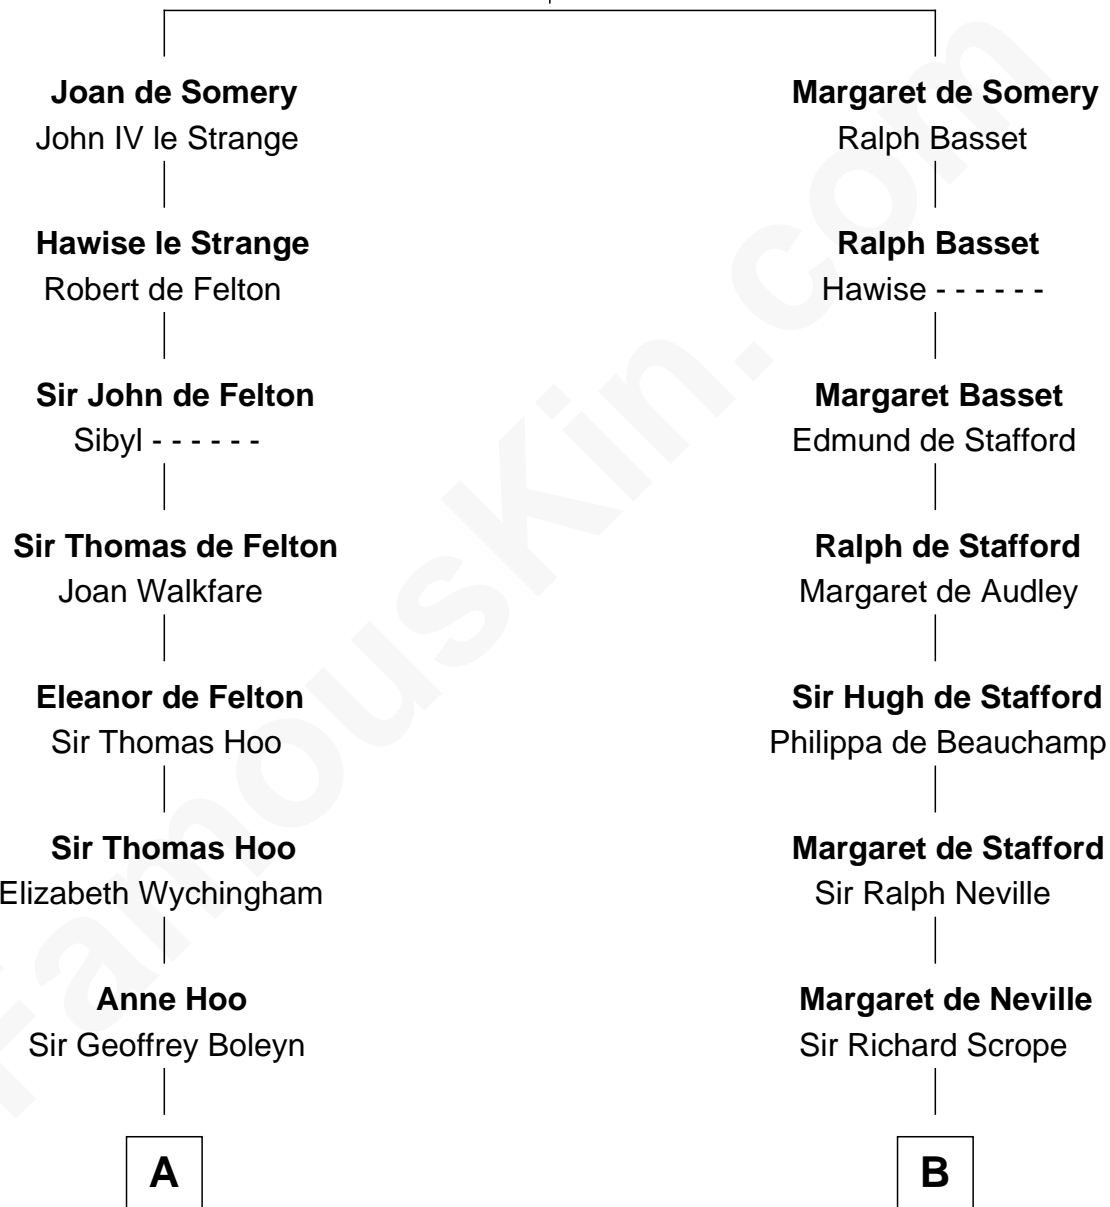 Joan de Somery
John IV le Strange
Hawise le Strange
Robert de Felton
Sir John de Felton
Sibyl - - - - - -
Sir Thomas de Felton
Joan Walkfare
Eleanor de Felton
Sir Thomas Hoo
Sir Thomas Hoo
Elizabeth Wychingham
Anne Hoo
Sir Geoffrey Boleyn
A
Margaret de Somery
Ralph Basset
Ralph Basset
Hawise - - - - - -
Margaret Basset
Edmund de Stafford
Ralph de Stafford
Margaret de Audley
Sir Hugh de Stafford
Philippa de Beauchamp
Margaret de Stafford
Sir Ralph Neville
Margaret de Neville
Sir Richard Scrope
B
FamousKin.com